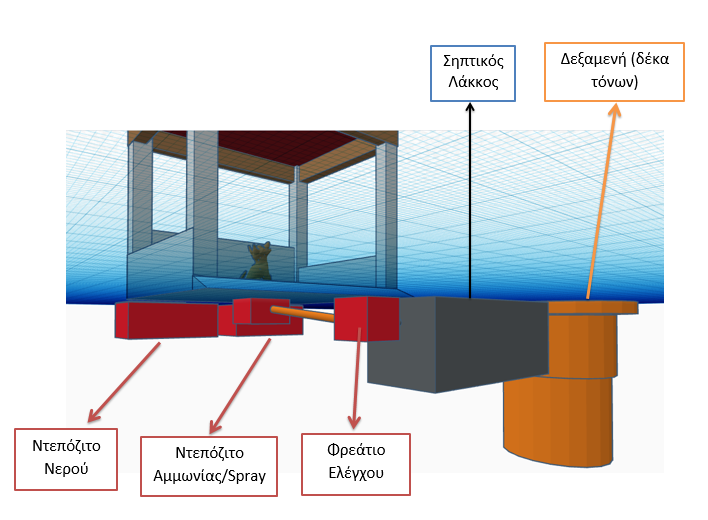 Σηπτικός
Λάκκος
Δεξαμενή (δέκα
τόνων)
Ντεπόζιτο
Νερού
Ντεπόζιτο
Αμμωνίας/Spray
Φρεάτιο
Ελέγχου